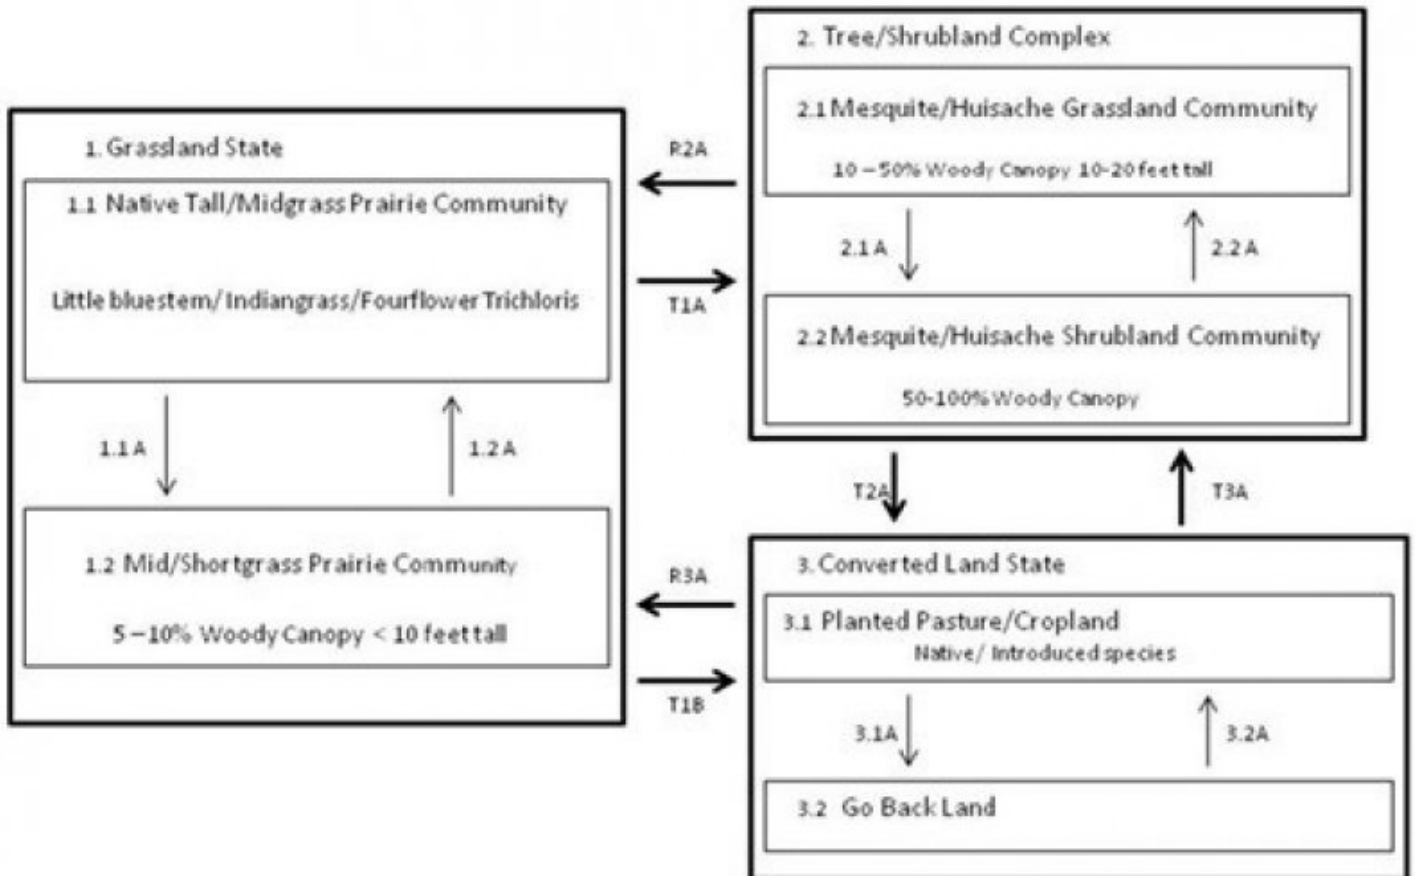 1. Grassland State
1.1 Native Tall/Midgrass Prairie Community
Little bluestem/ Indiangrass/Fourflower Trichloris
1.1 A
1.2 A
1.2 Mid/Shortgrass Prairie Community
5 – 10% Woody Canopy < 10 feet tall
R2A
T1A
R3A
T1B
2. Tree/Shrubland Complex
2.1 Mesquite/Huisache Grassland Community
10 – 50% Woody Canopy 10-20 feet tall
2.1 A
2.2 A
2.2 Mesquite/Huisache Shrubland Community
50-100% Woody Canopy
T2A
T3A
3. Converted Land State
3.1 Planted Pasture/Cropland
Native/ Introduced species
3.1A
3.2A
3.2 Go Back Land